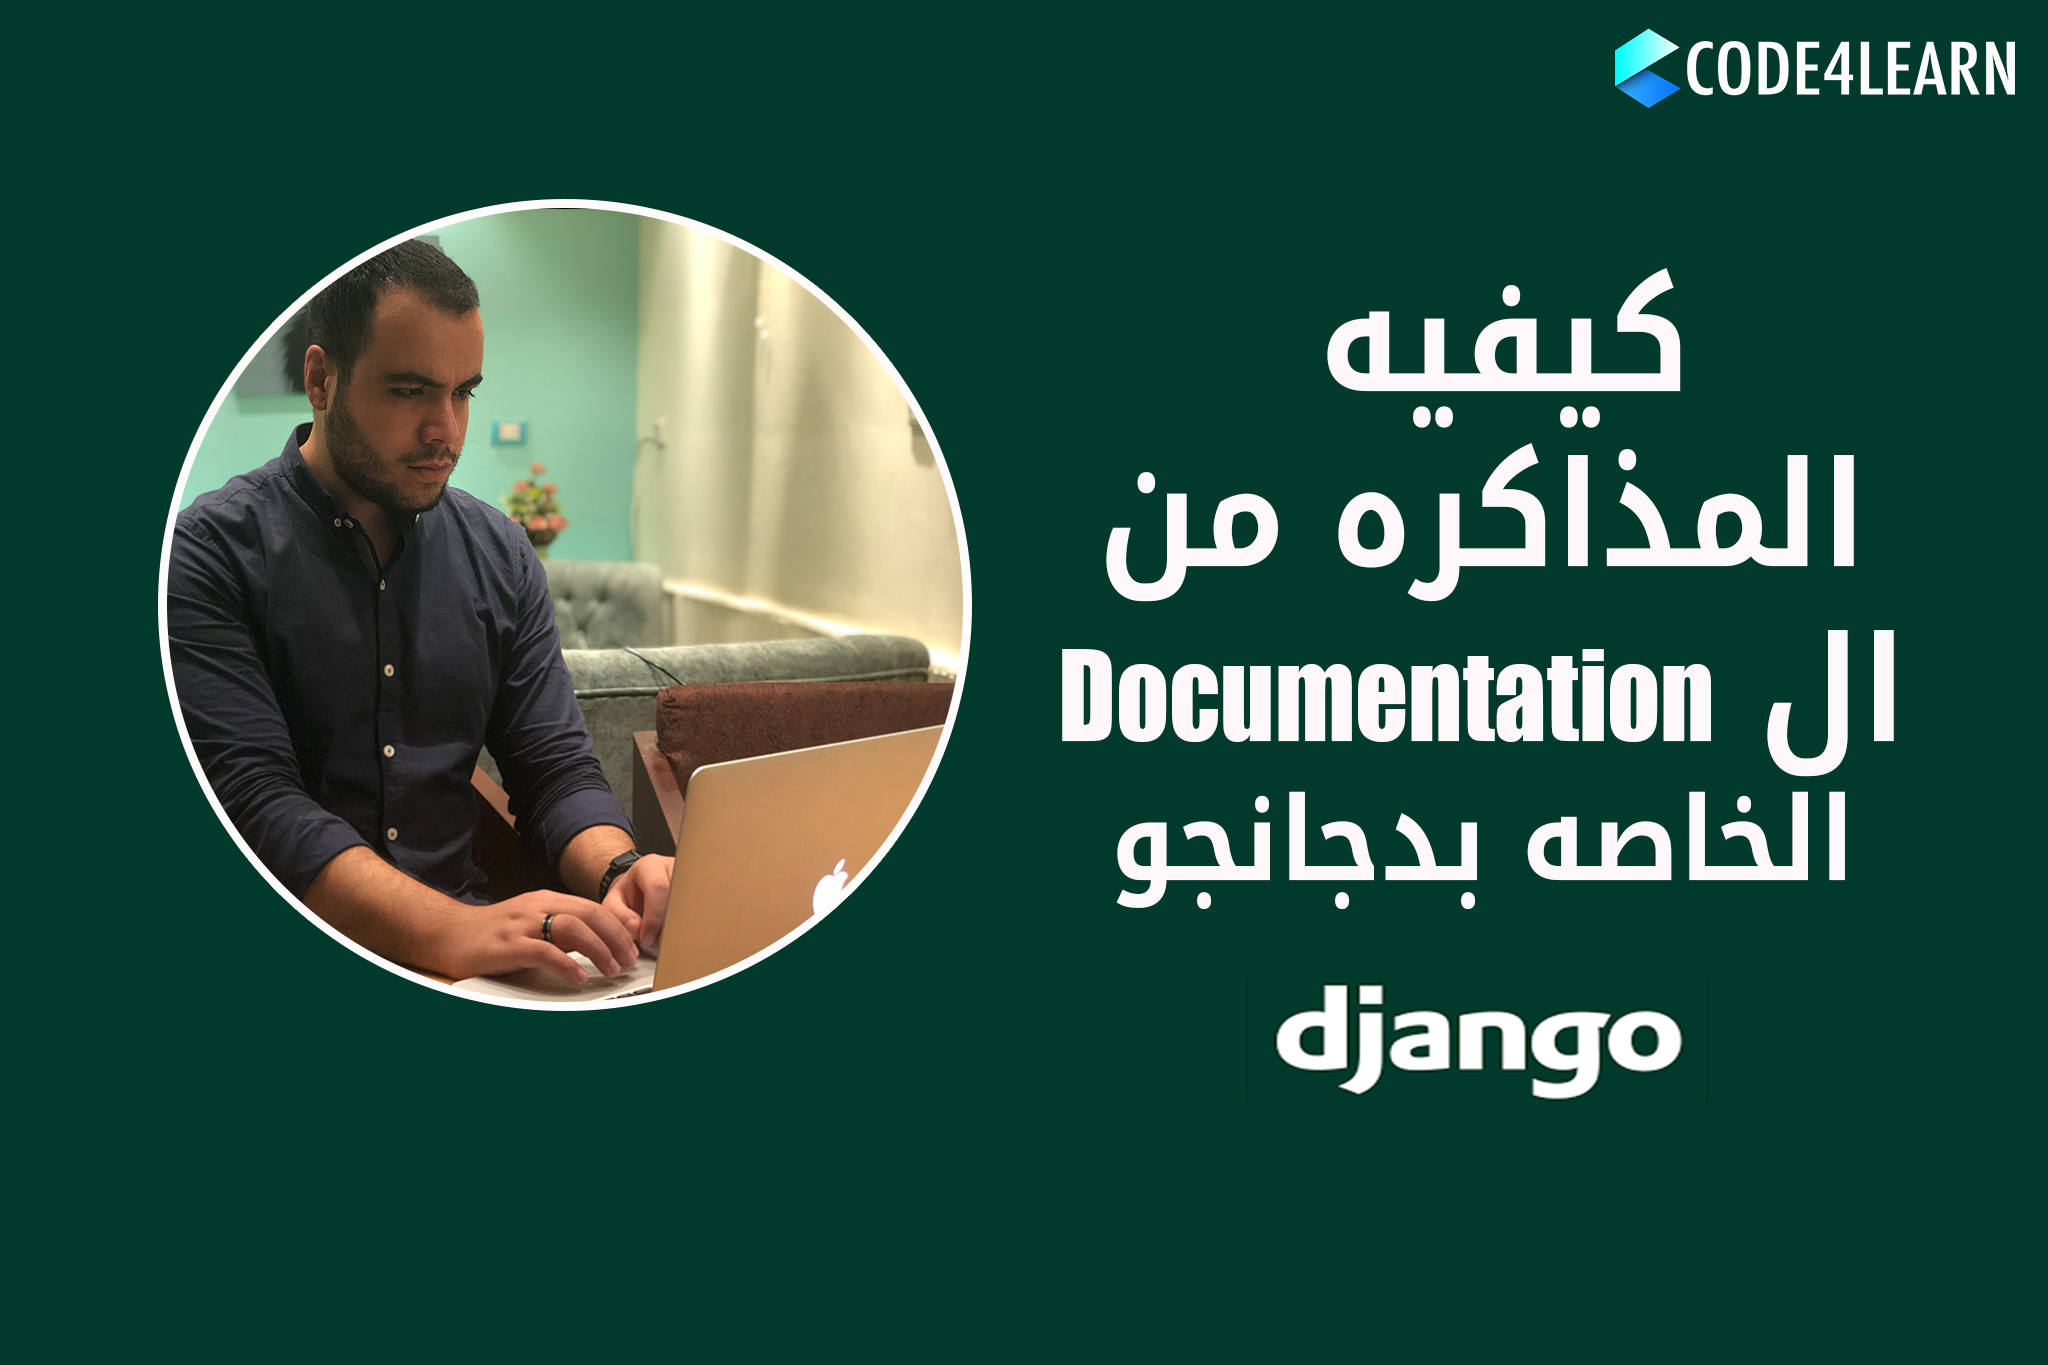 CODE4LEARN
كيفيه
المذاكره من
ال Documentation
الخاصه بدجانجو
django